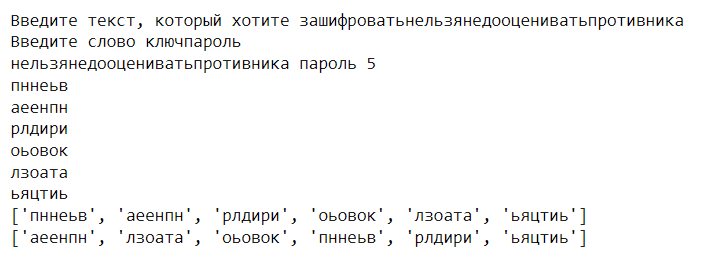 Введите текст, который хотите зашифроватьнельзянедооцениватьпротивника
Введите слово ключпароль
нельзянедооцениватьпротивника пароль 5
пннеьв
аеенпн
рлдири
оьовок
лзоата
ьяцтиь
['пннеьв', 'аеенпн', 'рлдири', 'оьовок', 'лзоата', 'ьяцтиь']
['аеенпн', 'лзоата', 'оьовок', 'пннеьв', 'рлдири', 'ьяцтиь']